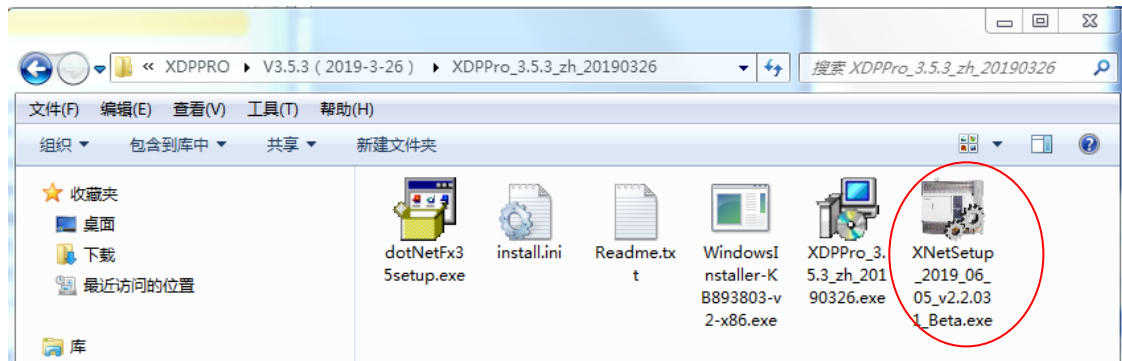 « XDPPRO ▸ V3.5.3 ( 2019-3-26 ) ▸ XDPPro_3.5.3_zh_20190326
搜索 XDPPro_3.5.3_zh_20190326
文件(F) 编辑(E) 查看(V) 工具(T) 帮助(H)
组织 包含到库中 共享 新建文件夹
收藏夹
桌面
下载
最近访问的位置
库
dotNetFx3
5setup.exe
install.ini
Readme.tx
t
WindowsI
nstaller-K
B893803-v
2-x86.exe
XDPPro_3.
5.3_zh_201
90326.exe
XNetSetup
_2019_06_
05_v2.2.03
1_Beta.exe